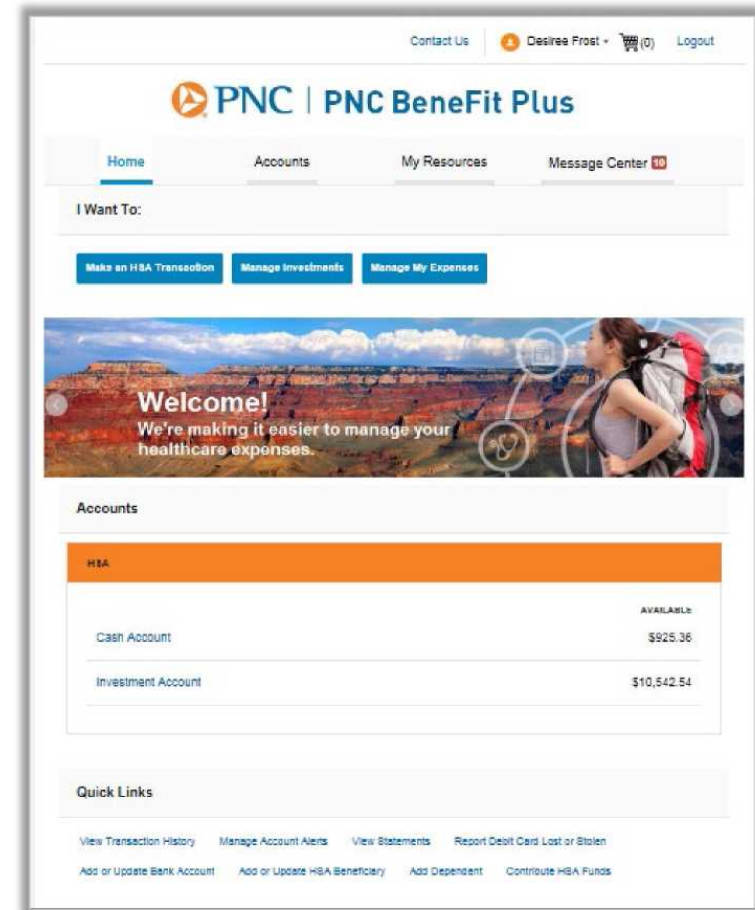 Contact Us Desiree Frost (0) Logout
PNC | PNC BeneFit Plus
Home Accounts My Resources Message Center 10
I Want To:
Make an HSA Transaction Manage Investments Manage My Expenses
Welcome!
We're making it easier to manage your
healthcare expenses.
Accounts
HSA
AVAILABLE
Cash Account $925.36
Investment Account $10,542.54
Quick Links
View Transaction History Manage Account Alerts View Statements Report Debit Card Lost or Stolen
Add or Update Bank Account Add or Update HSA Beneficiary Add Dependent Contribute HSA Funds